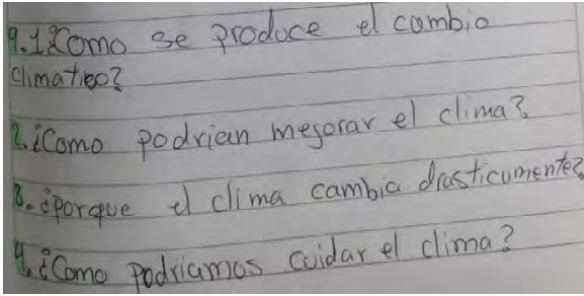 9.1¿Como se produce el cambio
climatico?
2.¿Como podrian mejorar el clima?
3.¿porque el clima cambia drasticamente?
4.¿Como podriamos cuidar el clima?